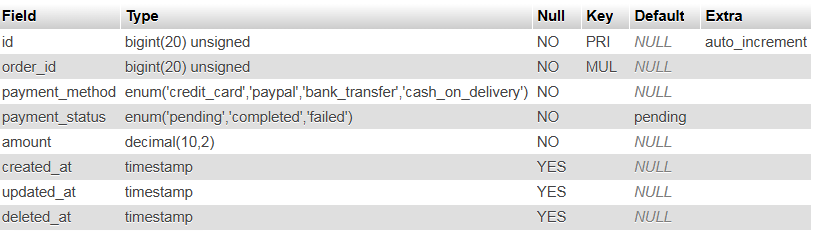 Field Type Null Key Default Extra
id bigint(20) unsigned NO PRI NULL auto_increment
order_id bigint(20) unsigned NO MUL NULL
payment_method enum('credit_card','paypal','bank_transfer','cash_on_delivery') NO NULL
payment_status enum('pending','completed','failed') NO pending
amount decimal(10,2) NO NULL
created_at timestamp YES NULL
updated_at timestamp YES NULL
deleted_at timestamp YES NULL